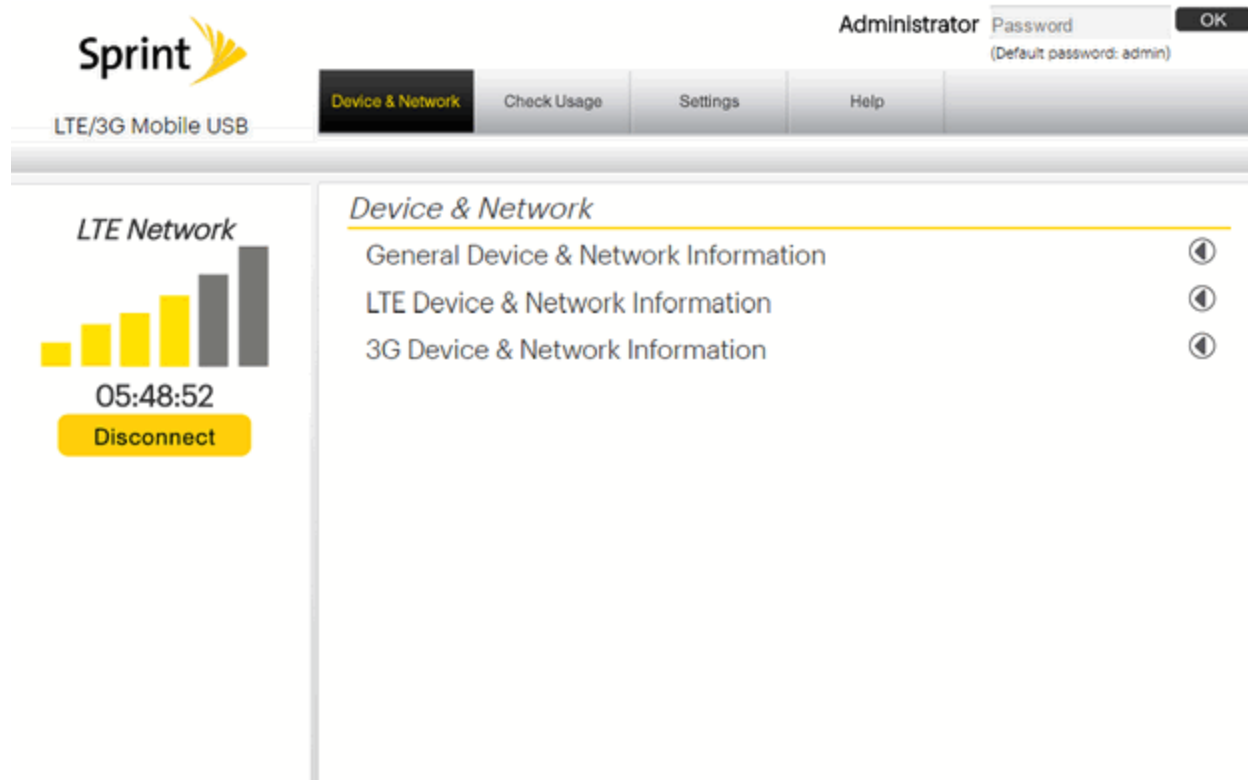 Sprint
LTE/3G Mobile USB
Administrator Password OK
(Default password: admin)
Device & Network Check Usage Settings Help
LTE Network
05:48:52
Disconnect
Device & Network
General Device & Network Information
LTE Device & Network Information
3G Device & Network Information